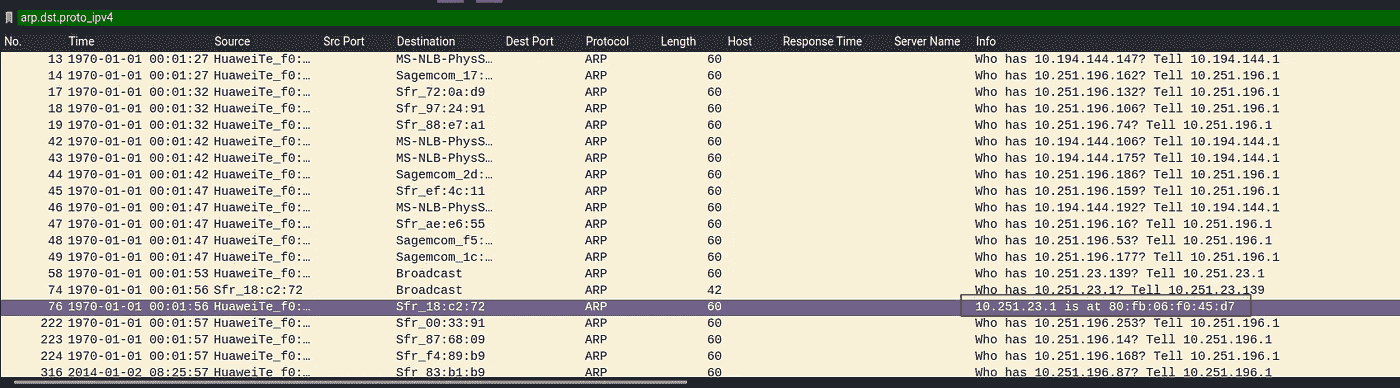 arp.dst.proto_ipv4
No. Time Source Src Port Destination Dest Port Protocol Length Host Response Time Server Name Info
13 1970-01-01 00:01:27 HuaweiTe_f0:… MS-NLB-PhysS… ARP 60 Who has 10.194.144.147? Tell 10.194.144.1
14 1970-01-01 00:01:27 HuaweiTe_f0:… Sagemcom_17:… ARP 60 Who has 10.251.196.162? Tell 10.251.196.1
17 1970-01-01 00:01:32 HuaweiTe_f0:… Sfr_72:0a:d9 ARP 60 Who has 10.251.196.132? Tell 10.251.196.1
18 1970-01-01 00:01:32 HuaweiTe_f0:… Sfr_97:24:91 ARP 60 Who has 10.251.196.106? Tell 10.251.196.1
19 1970-01-01 00:01:32 HuaweiTe_f0:… Sfr_88:e7:a1 ARP 60 Who has 10.251.196.74? Tell 10.251.196.1
42 1970-01-01 00:01:42 HuaweiTe_f0:… MS-NLB-PhysS… ARP 60 Who has 10.194.144.106? Tell 10.194.144.1
43 1970-01-01 00:01:42 HuaweiTe_f0:… MS-NLB-PhysS… ARP 60 Who has 10.194.144.175? Tell 10.194.144.1
44 1970-01-01 00:01:42 HuaweiTe_f0:… Sagemcom_2d:… ARP 60 Who has 10.251.196.186? Tell 10.251.196.1
45 1970-01-01 00:01:47 HuaweiTe_f0:… Sfr_ef:4c:11 ARP 60 Who has 10.251.196.159? Tell 10.251.196.1
46 1970-01-01 00:01:47 HuaweiTe_f0:… MS-NLB-PhysS… ARP 60 Who has 10.194.144.192? Tell 10.194.144.1
47 1970-01-01 00:01:47 HuaweiTe_f0:… Sfr_ae:e6:55 ARP 60 Who has 10.251.196.16? Tell 10.251.196.1
48 1970-01-01 00:01:47 HuaweiTe_f0:… Sagemcom_f5:… ARP 60 Who has 10.251.196.53? Tell 10.251.196.1
49 1970-01-01 00:01:47 HuaweiTe_f0:… Sagemcom_1c:… ARP 60 Who has 10.251.196.177? Tell 10.251.196.1
58 1970-01-01 00:01:53 HuaweiTe_f0:… Broadcast ARP 60 Who has 10.251.23.139? Tell 10.251.23.1
74 1970-01-01 00:01:56 Sfr_18:c2:72 Broadcast ARP 42 Who has 10.251.23.1? Tell 10.251.23.139
76 1970-01-01 00:01:56 HuaweiTe_f0:… Sfr_18:c2:72 ARP 60 10.251.23.1 is at 80:fb:06:f0:45:d7
222 1970-01-01 00:01:57 HuaweiTe_f0:… Sfr_00:33:91 ARP 60 Who has 10.251.196.253? Tell 10.251.196.1
223 1970-01-01 00:01:57 HuaweiTe_f0:… Sfr_87:68:09 ARP 60 Who has 10.251.196.14? Tell 10.251.196.1
224 1970-01-01 00:01:57 HuaweiTe_f0:… Sfr_f4:89:b9 ARP 60 Who has 10.251.196.168? Tell 10.251.196.1
316 2014-01-02 08:25:57 HuaweiTe_f0:… Sfr_83:b1:b9 ARP 60 Who has 10.251.196.87? Tell 10.251.196.1